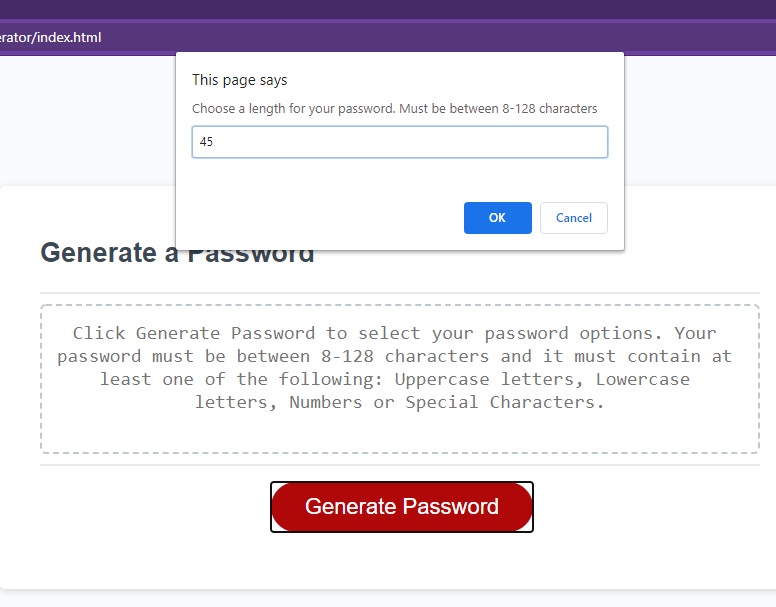 erator/index.html
This page says
Choose a length for your password. Must be between 8-128 characters
45
OK
Cancel
Generate a Password
Click Generate Password to select your password options. Your
password must be between 8-128 characters and it must contain at
least one of the following: Uppercase letters, Lowercase
letters, Numbers or Special Characters.
Generate Password